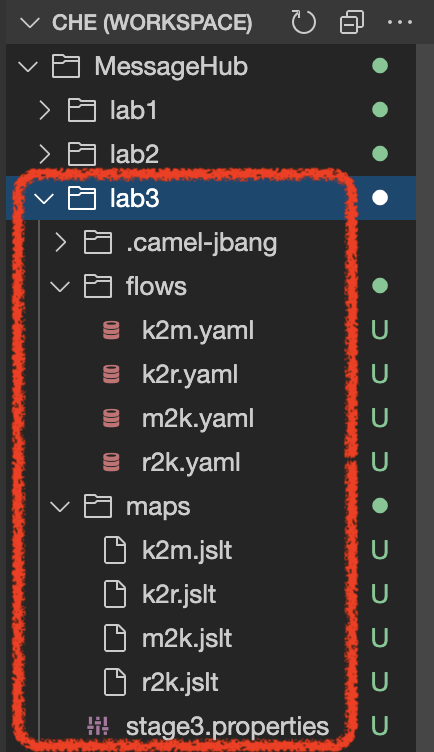 CHE (WORKSPACE)
MessageHub
lab1
lab2
lab3
.camel-jbang
flows
k2m.yaml U
k2r.yaml U
m2k.yaml U
r2k.yaml U
maps
k2m.jslt U
k2r.jslt U
m2k.jslt U
r2k.jslt U
stage3.properties U